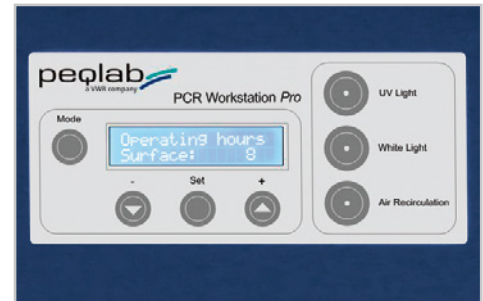 peqlab
a VWR company
PCR Workstation Pro
Mode
Operating hours
Surface: 8
- Set +
UV Light
White Light
Air Recirculation